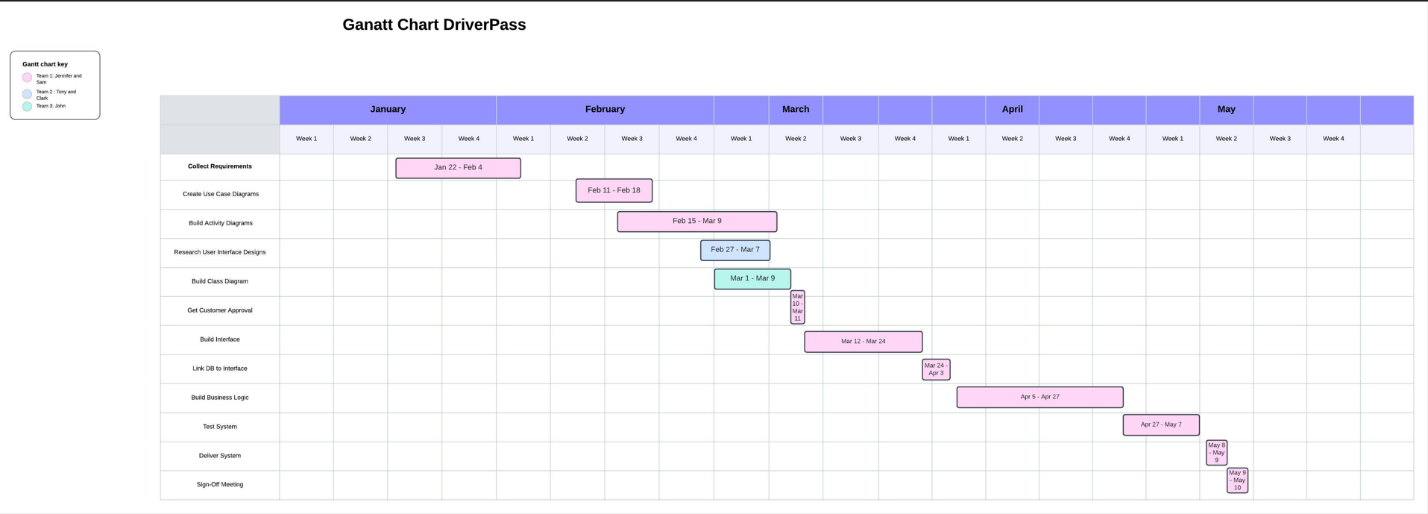 Ganatt Chart DriverPass
Gantt chart key
Team 1: Jennifer and
Sam
Team 2 : Tory and
Clark
Team 3: John
January February March April May
Week 1 Week 2 Week 3 Week 4 Week 1 Week 2 Week 3 Week 4 Week 1 Week 2 Week 3 Week 4 Week 1 Week 2 Week 3 Week 4 Week 1 Week 2 Week 3 Week 4
Collect Requirements
Jan 22 - Feb 4
Create Use Case Diagrams
Feb 11 - Feb 18
Build Activity Diagrams
Feb 15 - Mar 9
Research User Interface Designs
Feb 27 - Mar 7
Build Class Diagram
Mar 1 - Mar 9
Get Customer Approval
Mar
10 -
Mar
11
Build Interface
Mar 12 - Mar 24
Link DB to Interface
Mar 24 -
Apr 3
Build Business Logic
Apr 5 - Apr 27
Test System
Apr 27 - May 7
Deliver System
May 8
- May
9
Sign-Off Meeting
May 9
- May
10